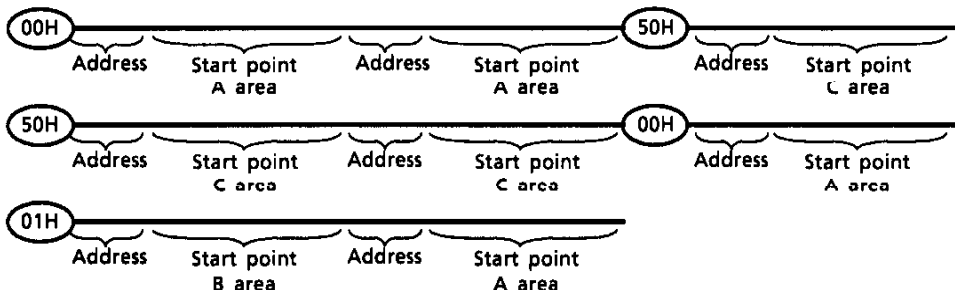 00H 50H
Address Start point Address Start point Address Start point
A area A area C area
50H 00H
Address Start point Address Start point Address Start point
C area C area A area
01H
Address Start point Address Start point
B area A area